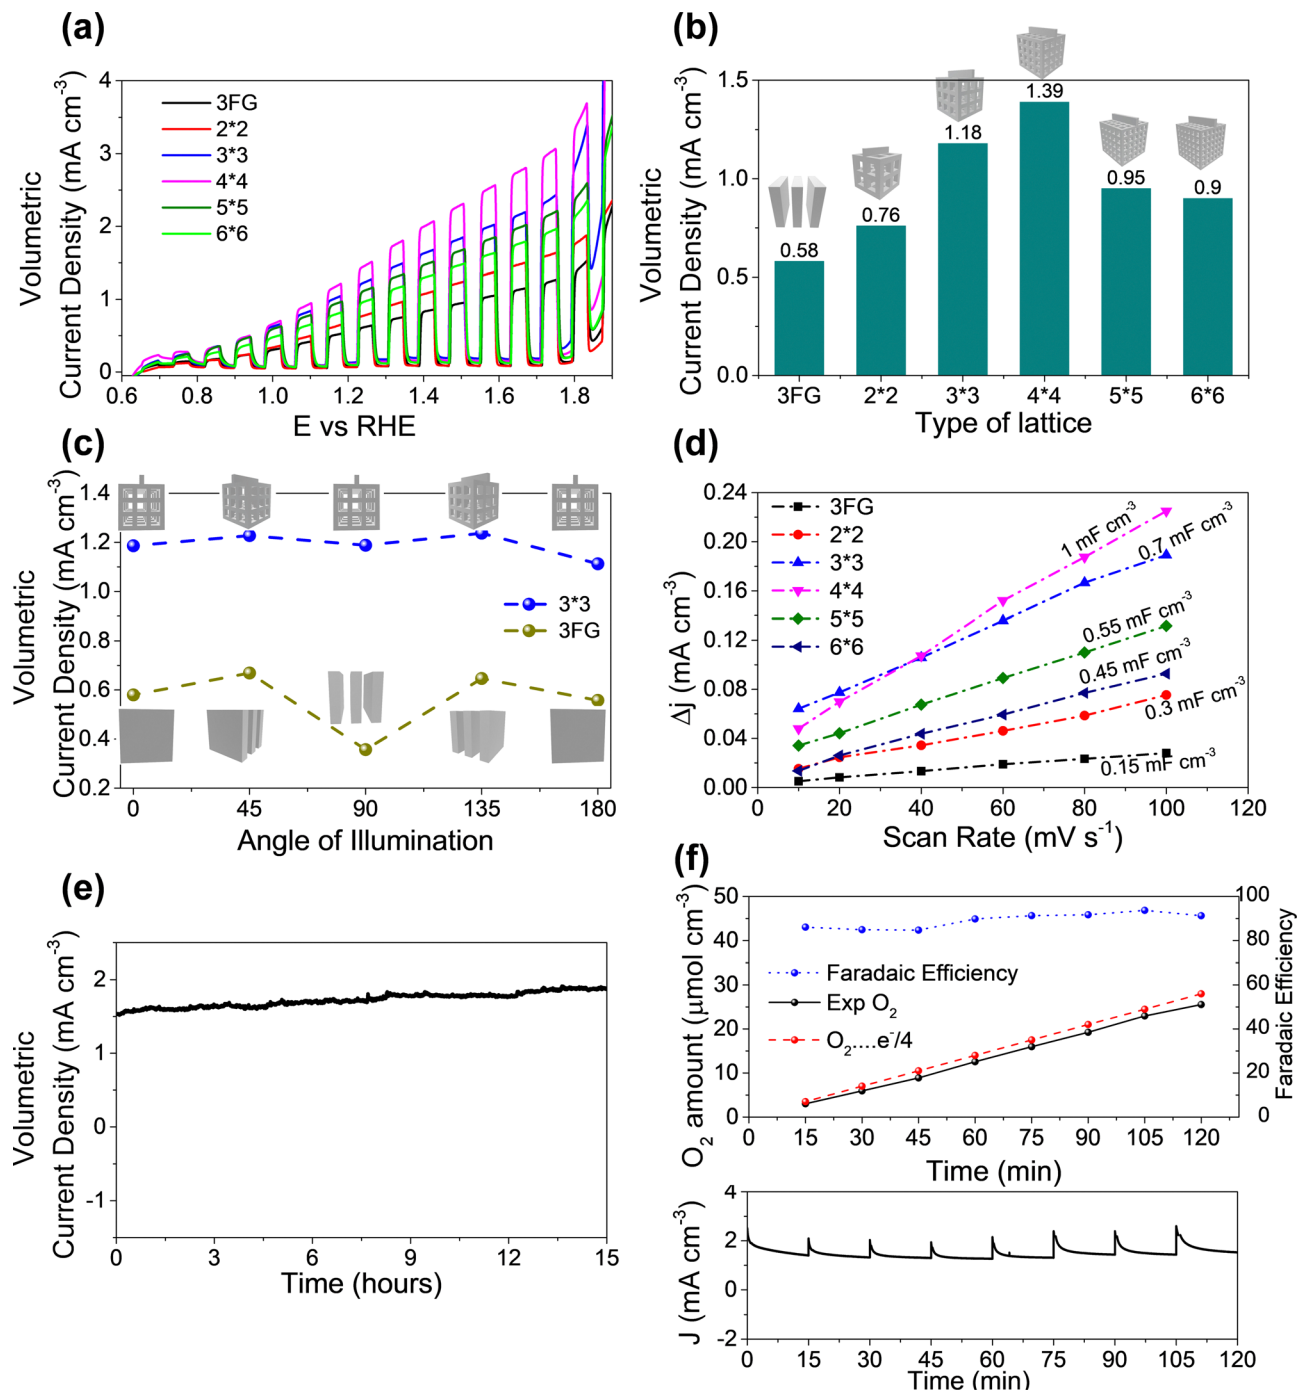 (a)
Volumetric
Current Density (mA cm⁻³)
4
3
2
1
0
0.6 0.8 1.0 1.2 1.4 1.6 1.8
E vs RHE
3FG
2*2
3*3
4*4
5*5
6*6
(b)
Volumetric
Current Density (mA cm⁻³)
1.5
1.0
0.5
0.0
0.58
0.76
1.18
1.39
0.95
0.9
3FG 2*2 3*3 4*4 5*5 6*6
Type of lattice
(c)
Volumetric
Current Density (mA cm⁻³)
1.4
1.2
1.0
0.8
0.6
0.4
0.2
3*3
3FG
0 45 90 135 180
Angle of Illumination
(d)
Δj (mA cm⁻³)
0.24
0.20
0.16
0.12
0.08
0.04
0.00
3FG
2*2
3*3
4*4
5*5
6*6
1 mF cm⁻³
0.7 mF cm⁻³
0.55 mF cm⁻³
0.45 mF cm⁻³
0.3 mF cm⁻³
0.15 mF cm⁻³
0 20 40 60 80 100 120
Scan Rate (mV s⁻¹)
(e)
Volumetric
Current Density (mA cm⁻³)
2
1
0
-1
0 3 6 9 12 15
Time (hours)
(f)
O₂ amount (μmol cm⁻³)
50
40
30
20
10
0
Faradaic Efficiency
Exp O₂
O₂....e⁻/4
100
80
60
40
20
0
Faradaic Efficiency
0 15 30 45 60 75 90 105 120
Time (min)
J (mA cm⁻³)
4
2
0
-2
0 15 30 45 60 75 90 105 120
Time (min)